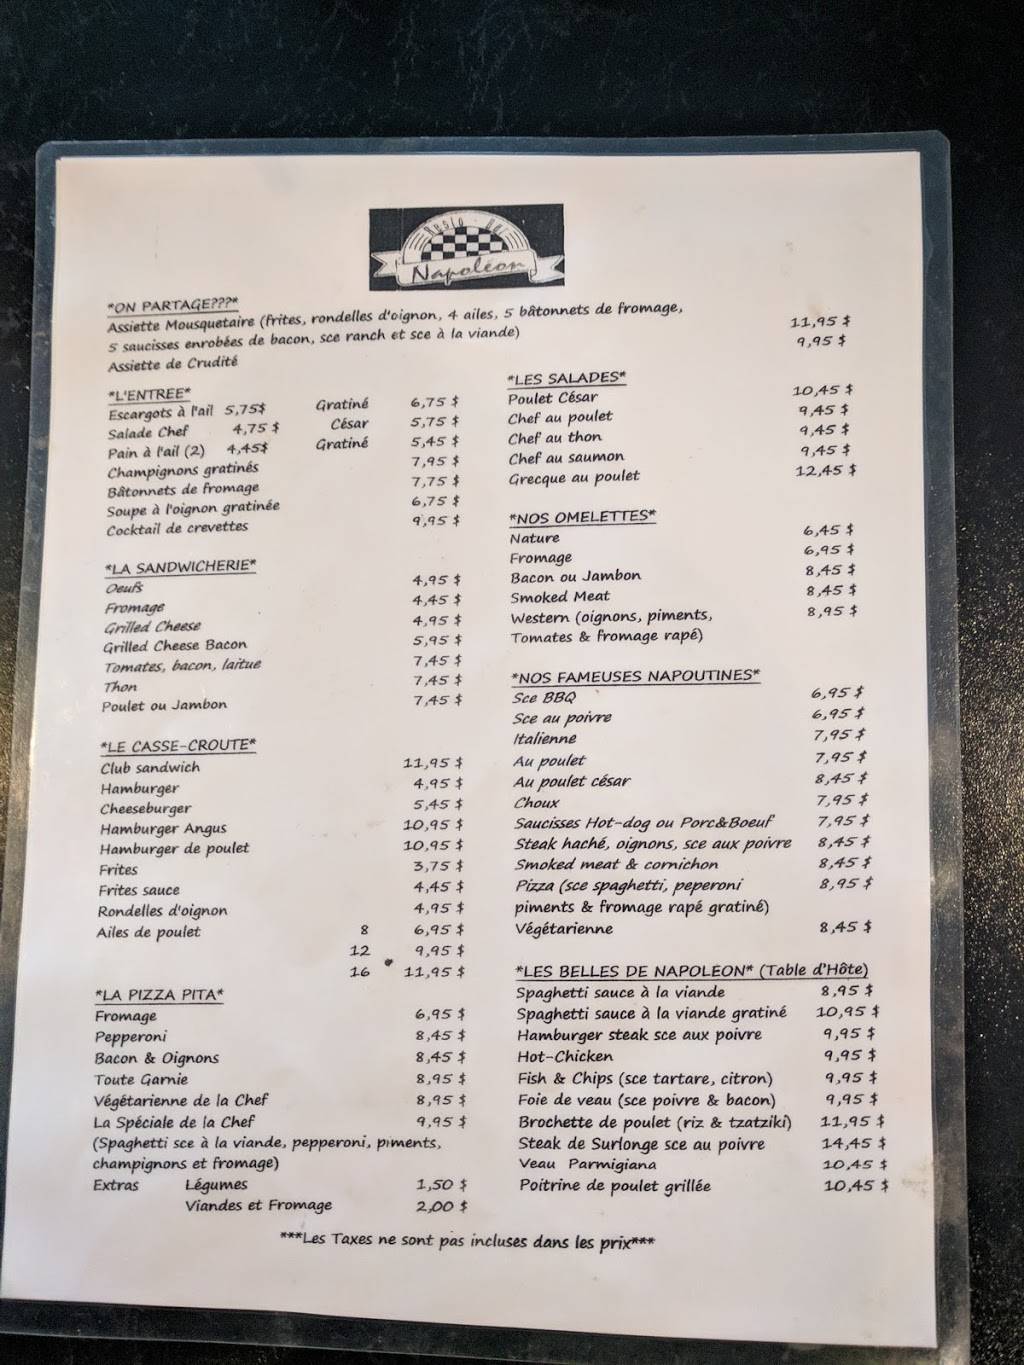 Resto Bar
Napoléon
*ON PARTAGE???*
Assiette Mousquetaire (frites, rondelles d'oignon, 4 ailes, 5 bâtonnets de fromage,
5 saucisses enrobées de bacon, sce ranch et sce à la viande) 11,95 $
Assiette de Crudité 9,95 $
*L'ENTREE*
Escargots à l'ail 5,75$ Gratiné 6,75 $
Salade Chef 4,75 $ César 5,75 $
Pain à l'ail (2) 4,45$ Gratiné 5,45 $
Champignons gratinés 7,95 $
Bâtonnets de fromage 7,75 $
Soupe à l'oignon gratinée 6,75 $
Cocktail de crevettes 9,95 $
*LA SANDWICHERIE*
Oeufs 4,95 $
Fromage 4,45 $
Grilled Cheese 4,95 $
Grilled Cheese Bacon 5,95 $
Tomates, bacon, laitue 7,45 $
Thon 7,45 $
Poulet ou Jambon 7,45 $
*LE CASSE-CROUTE*
Club sandwich 11,95 $
Hamburger 4,95 $
Cheeseburger 5,45 $
Hamburger Angus 10,95 $
Hamburger de poulet 10,95 $
Frites 3,75 $
Frites sauce 4,45 $
Rondelles d'oignon 4,95 $
Ailes de poulet 8 6,95 $
12 9,95 $
16 11,95 $
*LA PIZZA PITA*
Fromage 6,95 $
Pepperoni 8,45 $
Bacon & Oignons 8,45 $
Toute Garnie 8,95 $
Végétarienne de la Chef 8,95 $
La Spéciale de la Chef 9,95 $
(Spaghetti sce à la viande, pepperoni, piments,
champignons et fromage)
Extras Légumes 1,50 $
Viandes et Fromage 2,00 $
*LES SALADES*
Poulet César 10,45 $
Chef au poulet 9,45 $
Chef au thon 9,45 $
Chef au saumon 9,45 $
Grecque au poulet 12,45 $
*NOS OMELETTES*
Nature 6,45 $
Fromage 6,95 $
Bacon ou Jambon 8,45 $
Smoked Meat 8,45 $
Western (oignons, piments, 8,95 $
Tomates & fromage rapé)
*NOS FAMEUSES NAPOUTINES*
Sce BBQ 6,95 $
Sce au poivre 6,95 $
Italienne 7,95 $
Au poulet 7,95 $
Au poulet césar 8,45 $
Choux 7,95 $
Saucisses Hot-dog ou Porc&Boeuf 7,95 $
Steak haché, oignons, sce aux poivre 8,45 $
Smoked meat & cornichon 8,45 $
Pizza (sce spaghetti, peperoni 8,95 $
piments & fromage rapé gratiné)
Végétarienne 8,45 $
*LES BELLES DE NAPOLÉON* (Table d'Hôte)
Spaghetti sauce à la viande 8,95 $
Spaghetti sauce à la viande gratiné 10,95 $
Hamburger steak sce aux poivre 9,95 $
Hot-Chicken 9,95 $
Fish & Chips (sce tartare, citron) 9,95 $
Foie de veau (sce poivre & bacon) 9,95 $
Brochette de poulet (riz & tzatziki) 11,95 $
Steak de Surlonge sce au poivre 14,45 $
Veau Parmigiana 10,45 $
Poitrine de poulet grillée 10,45 $
***Les Taxes ne sont pas incluses dans les prix***